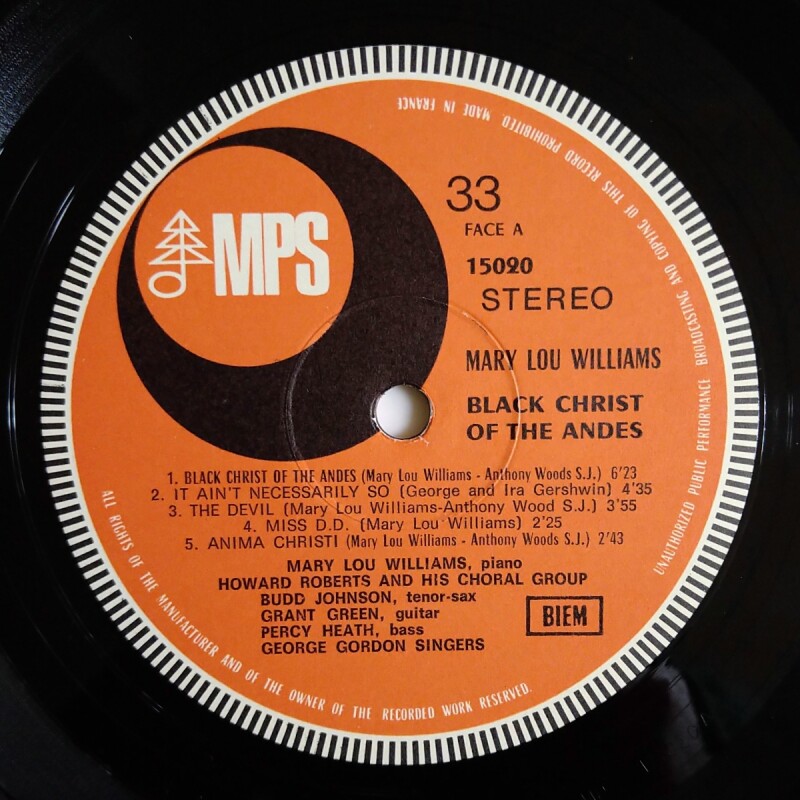 MPS
33
FACE A
15020
STEREO
MARY LOU WILLIAMS
BLACK CHRIST
OF THE ANDES
1. BLACK CHRIST OF THE ANDES (Mary Lou Williams - Anthony Woods S.J.) 6'23
2. IT AIN'T NECESSARILY SO (George and Ira Gershwin) 4'35
3. THE DEVIL (Mary Lou Williams-Anthony Wood S.J.) 3'55
4. MISS D.D. (Mary Lou Williams) 2'25
5. ANIMA CHRISTI (Mary Lou Williams - Anthony Woods S.J.) 2'43
MARY LOU WILLIAMS, piano
HOWARD ROBERTS AND HIS CHORAL GROUP
BUDD JOHNSON, tenor-sax
GRANT GREEN, guitar
PERCY HEATH, bass
GEORGE GORDON SINGERS
BIEM
ALL RIGHTS OF THE MANUFACTURER AND OF THE OWNER OF THE RECORDED WORK RESERVED.
UNAUTHORIZED PUBLIC PERFORMANCE BROADCASTING AND COPYING OF THIS RECORD PROHIBITED. MADE IN FRANCE